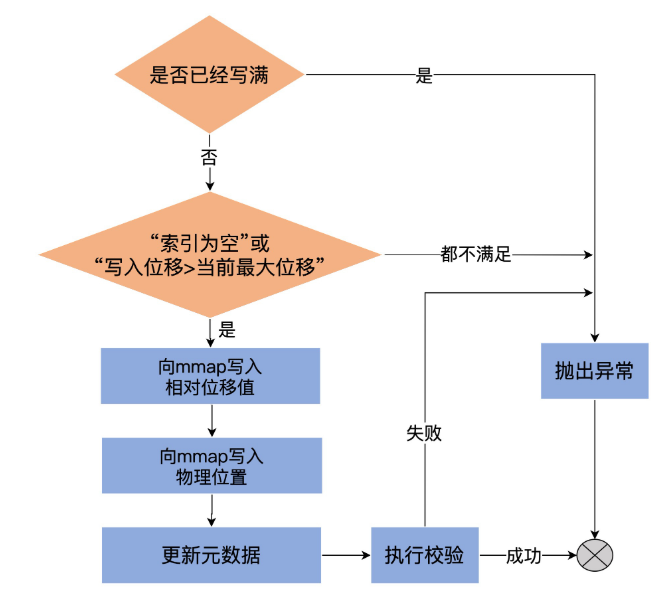 是否已经写满
是
否
“索引为空”或
“写入位移>当前最大位移”
都不满足
是
向mmap写入
相对位移值
抛出异常
失败
向mmap写入
物理位置
更新元数据
执行校验
成功